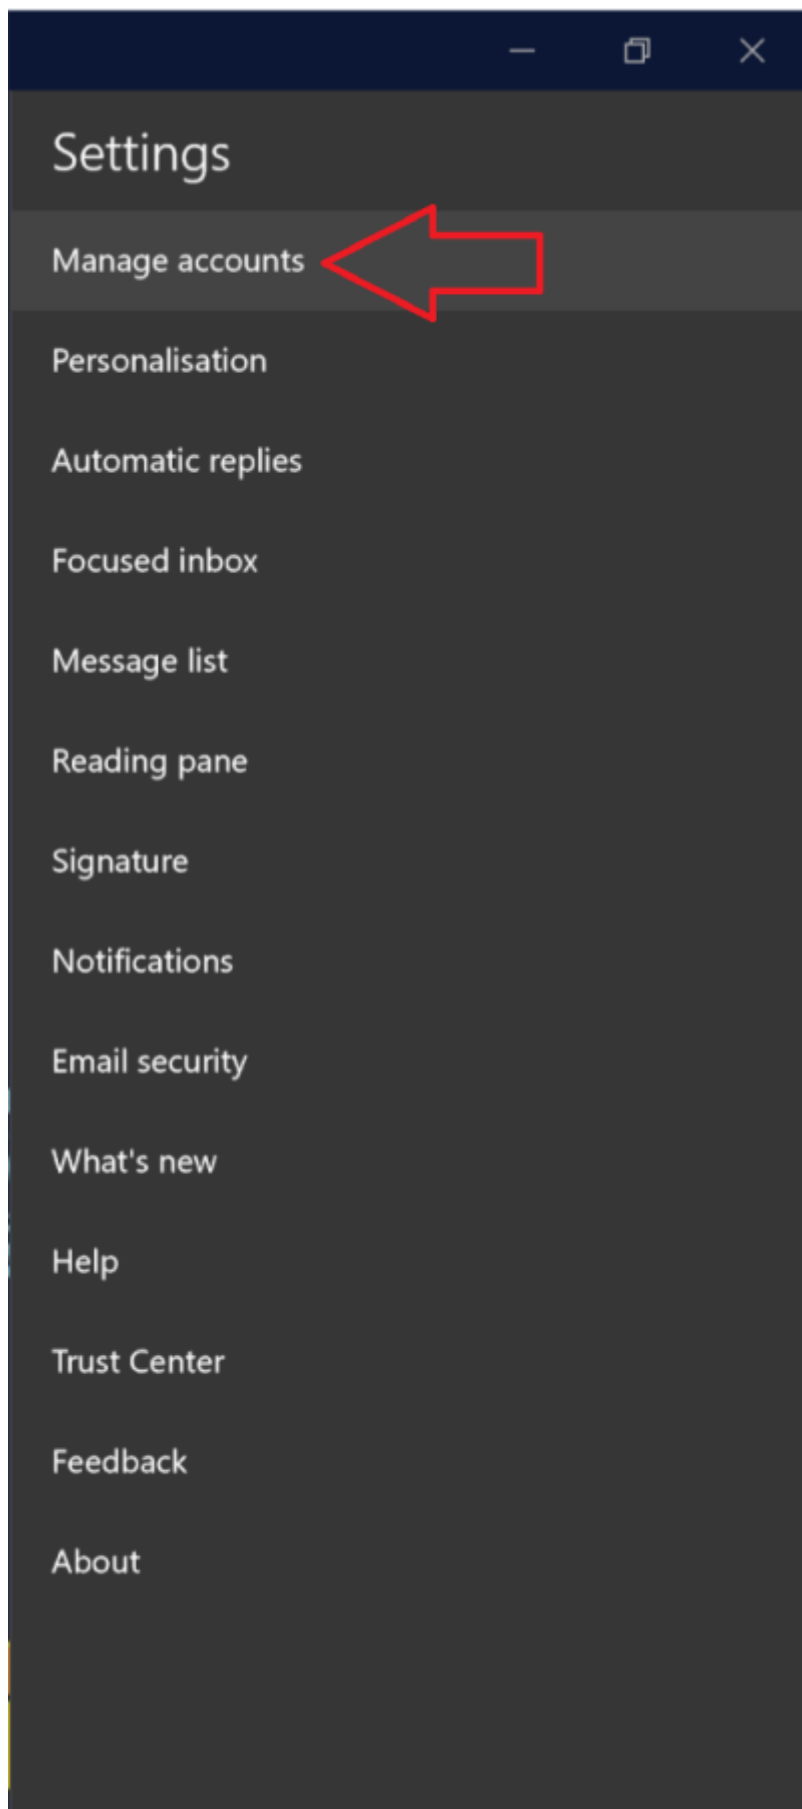 Settings
Manage accounts
Personalisation
Automatic replies
Focused inbox
Message list
Reading pane
Signature
Notifications
Email security
What's new
Help
Trust Center
Feedback
About